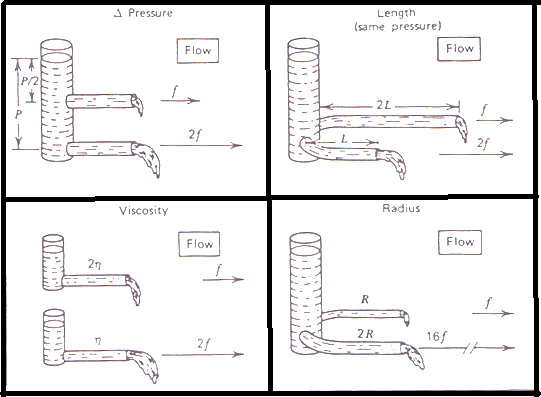 Δ Pressure
Flow
P/2
P
f
2f
Length
(same pressure)
Flow
2L
f
L
2f
Viscosity
Flow
2η
f
η
2f
Radius
Flow
R
f
2R
16f